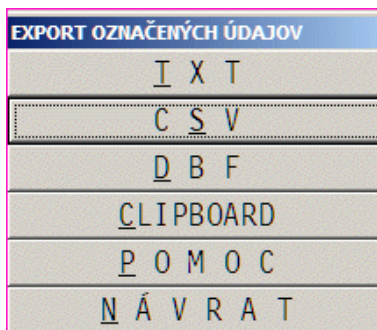 EXPORT OZNAČENÝCH ÚDAJOV
T X T
C S V
D B F
CLIPBOARD
P O M O C
N Á V R A T